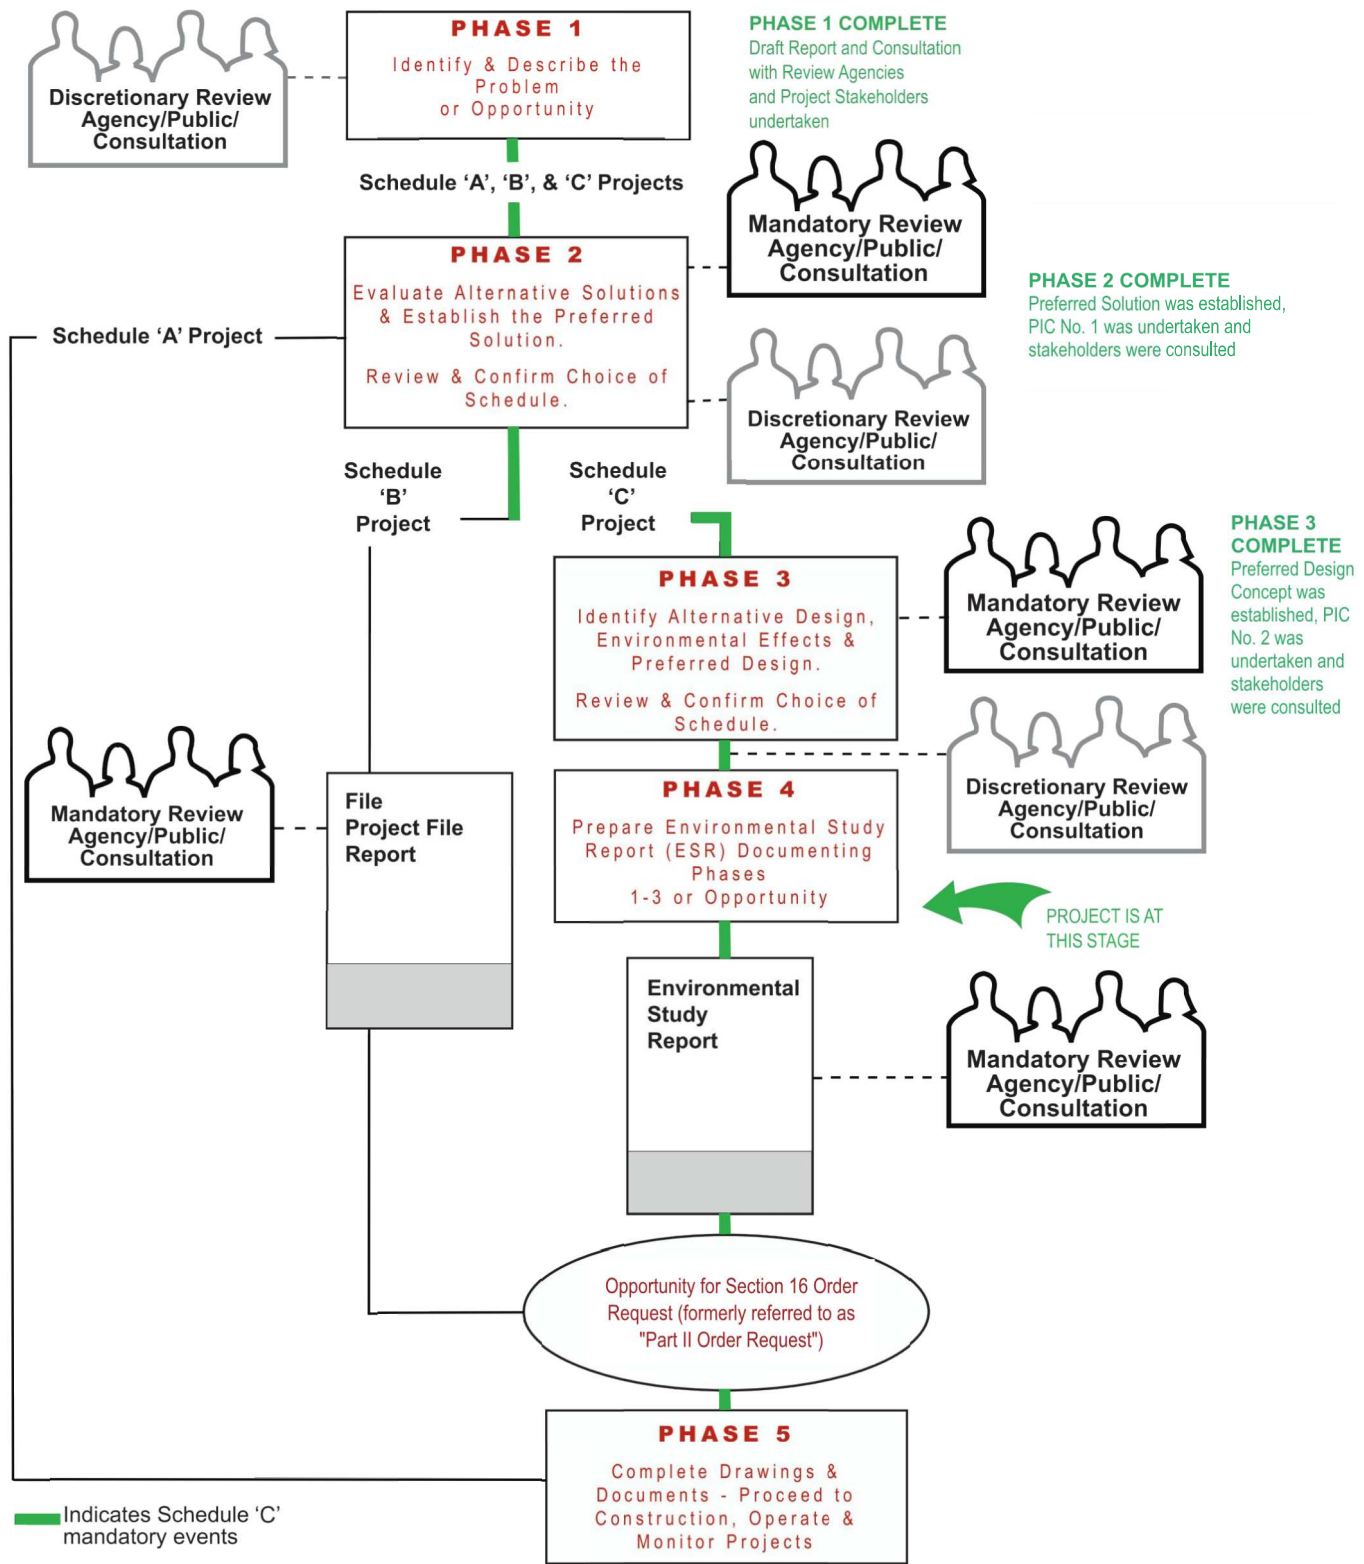 PHASE 1
Identify & Describe the
Problem
or Opportunity
Discretionary Review
Agency/Public/
Consultation
PHASE 1 COMPLETE
Draft Report and Consultation
with Review Agencies
and Project Stakeholders
undertaken
Schedule ‘A’, ‘B’, & ‘C’ Projects
Mandatory Review
Agency/Public/
Consultation
PHASE 2
Evaluate Alternative Solutions
& Establish the Preferred
Solution.
Review & Confirm Choice of
Schedule.
PHASE 2 COMPLETE
Preferred Solution was established,
PIC No. 1 was undertaken and
stakeholders were consulted
Schedule ‘A’ Project
Discretionary Review
Agency/Public/
Consultation
Schedule
‘B’
Project
Schedule
‘C’
Project
PHASE 3
Identify Alternative Design,
Environmental Effects &
Preferred Design.
Review & Confirm Choice of
Schedule.
Mandatory Review
Agency/Public/
Consultation
PHASE 3
COMPLETE
Preferred Design
Concept was
established, PIC
No. 2 was
undertaken and
stakeholders
were consulted
Discretionary Review
Agency/Public/
Consultation
Mandatory Review
Agency/Public/
Consultation
File
Project File
Report
PHASE 4
Prepare Environmental Study
Report (ESR) Documenting
Phases
1-3 or Opportunity
PROJECT IS AT
THIS STAGE
Environmental
Study
Report
Mandatory Review
Agency/Public/
Consultation
Opportunity for Section 16 Order
Request (formerly referred to as
"Part II Order Request")
PHASE 5
Complete Drawings &
Documents - Proceed to
Construction, Operate &
Monitor Projects
Indicates Schedule ‘C’
mandatory events